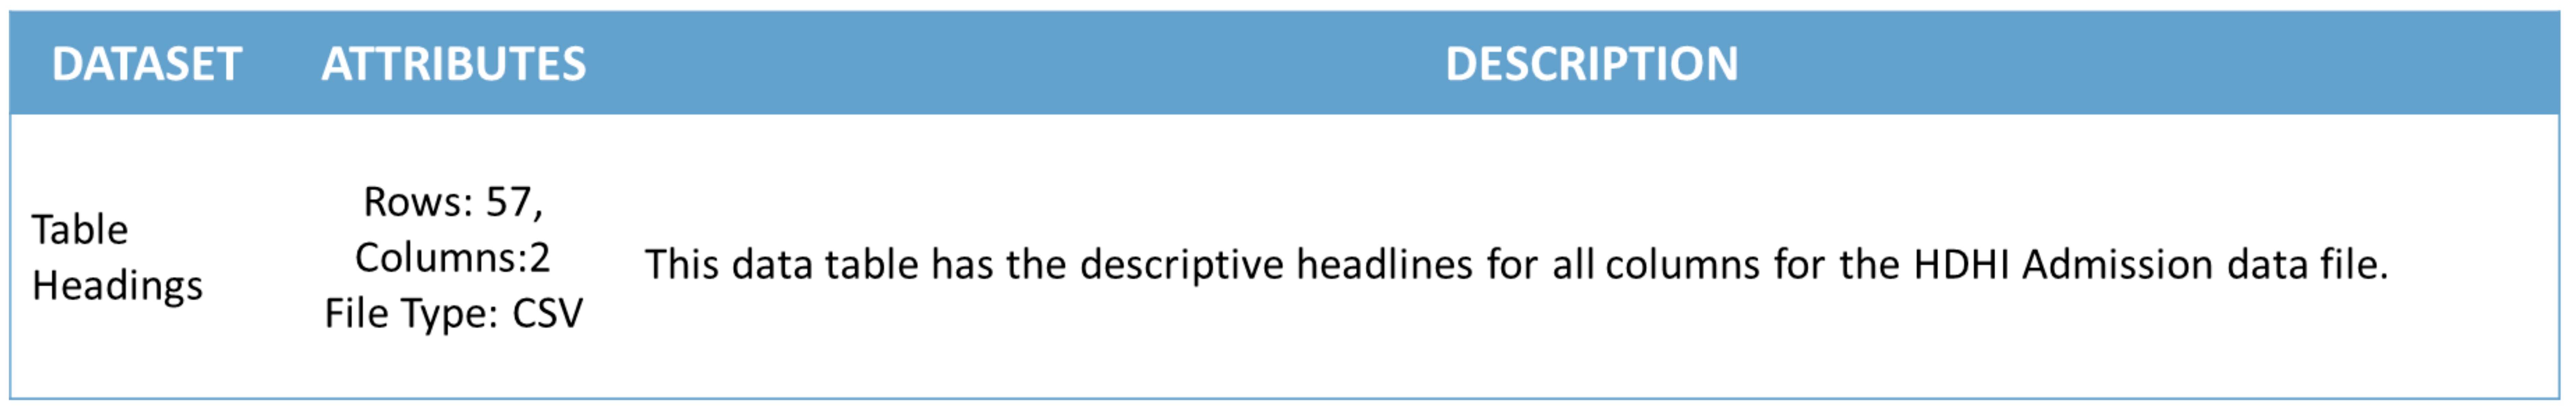 DATASET ATTRIBUTES DESCRIPTION
Table
Headings
Rows: 57,
Columns:2
File Type: CSV
This data table has the descriptive headlines for all columns for the HDHI Admission data file.